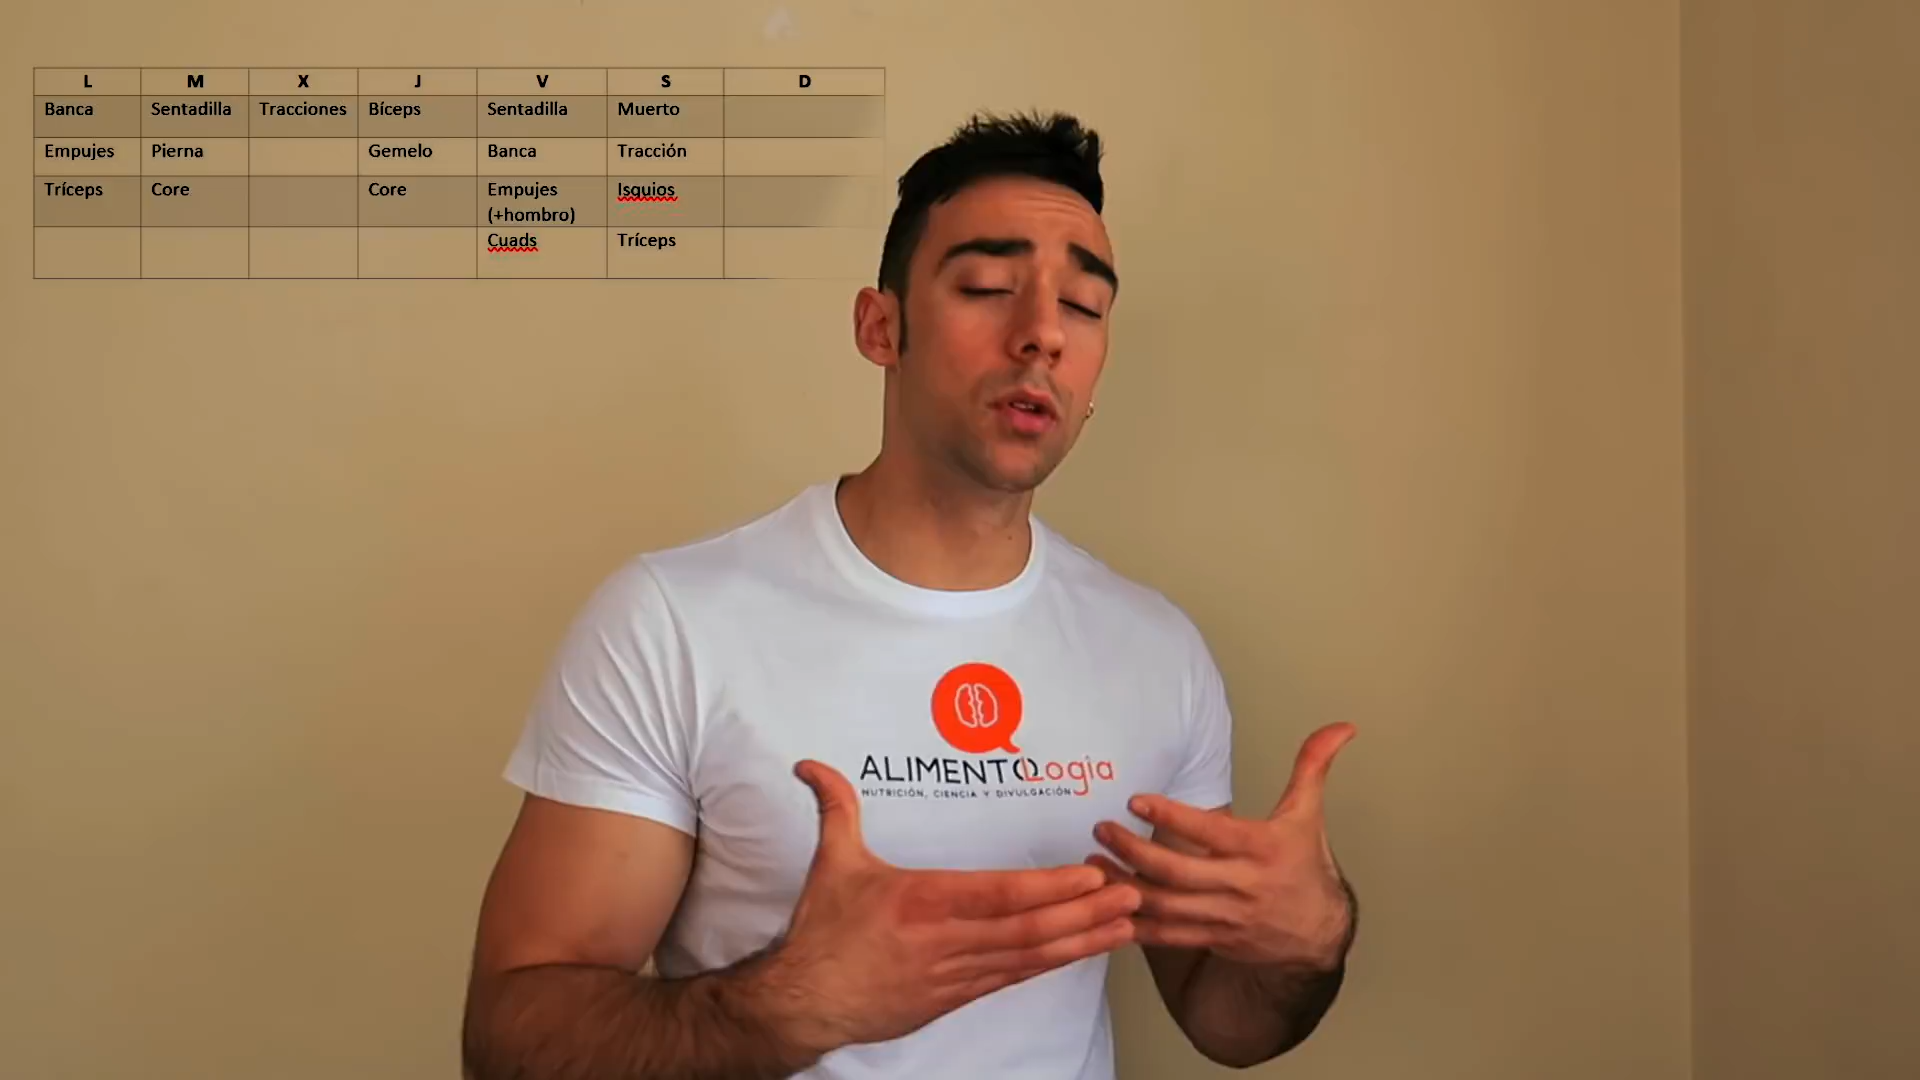 L M X J V S D
Banca Sentadilla Tracciones Bíceps Sentadilla Muerto
Empujes Pierna Gemelo Banca Tracción
Tríceps Core Core Empujes Isquios
(+hombro)
Cuads Tríceps
ALIMENTOLogia
NUTRICIÓN, CIENCIA Y DIVULGACIÓN